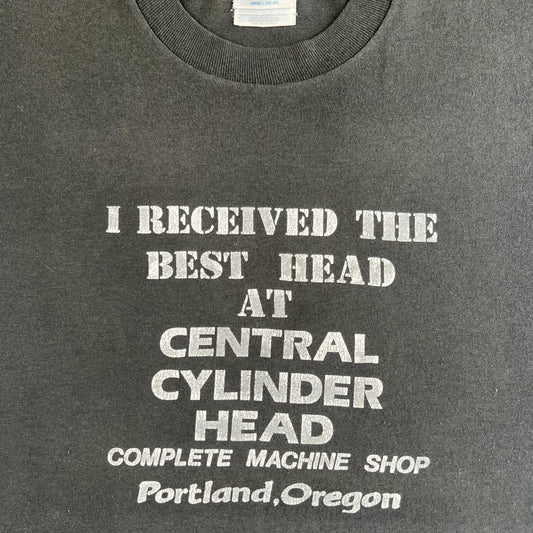 I RECEIVED THE
BEST HEAD
AT
CENTRAL
CYLINDER
HEAD
COMPLETE MACHINE SHOP
Portland, Oregon